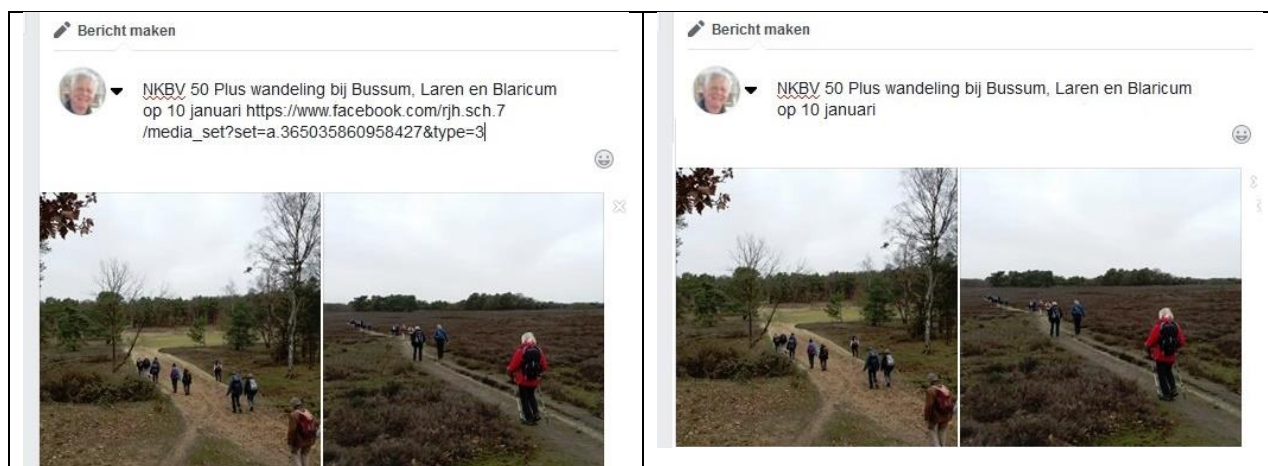 Bericht maken
NKBV 50 Plus wandeling bij Bussum, Laren en Blaricum
op 10 januari https://www.facebook.com/rjh.sch.7
/media_set?set=a.365035860958427&type=3
Bericht maken
NKBV 50 Plus wandeling bij Bussum, Laren en Blaricum
op 10 januari